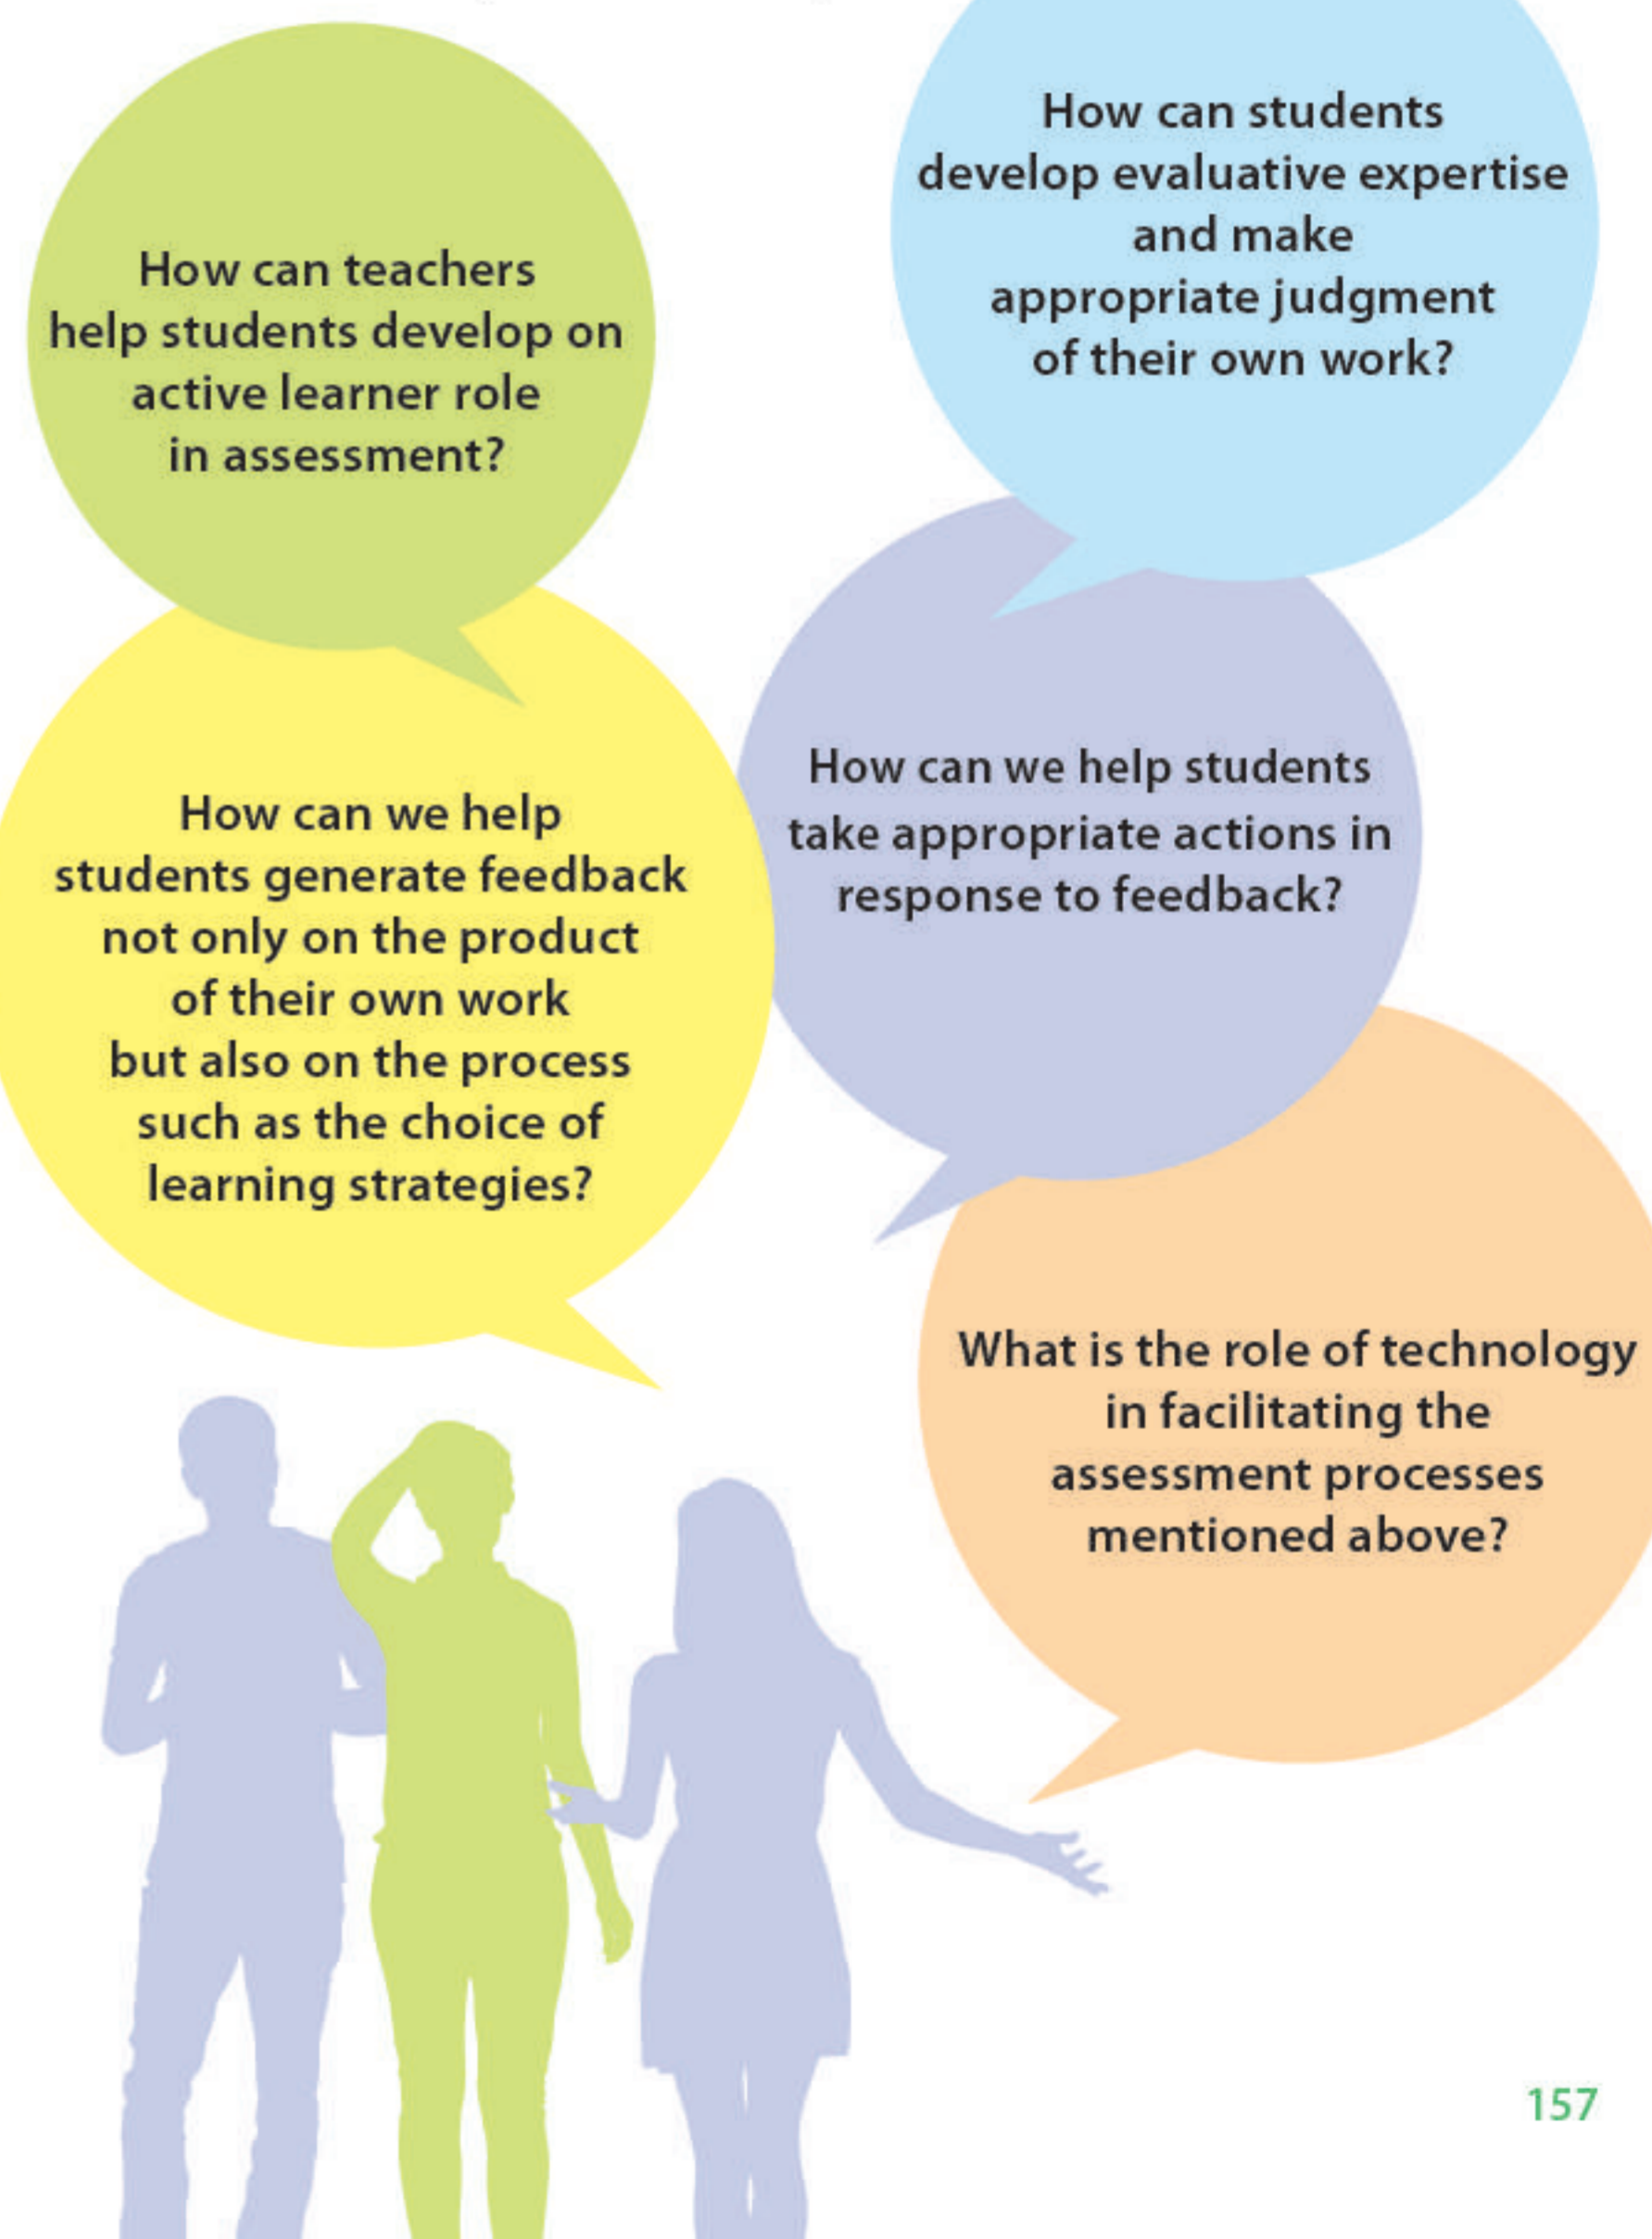 How can teachers
help students develop on
active learner role
in assessment?
How can students
develop evaluative expertise
and make
appropriate judgment
of their own work?
How can we help
students generate feedback
not only on the product
of their own work
but also on the process
such as the choice of
learning strategies?
How can we help students
take appropriate actions in
response to feedback?
What is the role of technology
in facilitating the
assessment processes
mentioned above?
157